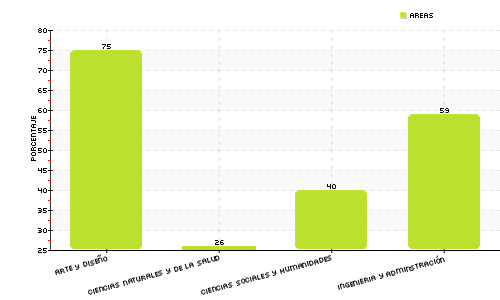 AREAS
80
75
70
65
60
55
50
45
40
35
30
25
PORCENTAJE
75
26
40
59
ARTE Y DISEÑO
CIENCIAS NATURALES Y DE LA SALUD
CIENCIAS SOCIALES Y HUMANIDADES
INGENIERIA Y ADMINSTRACIÓN